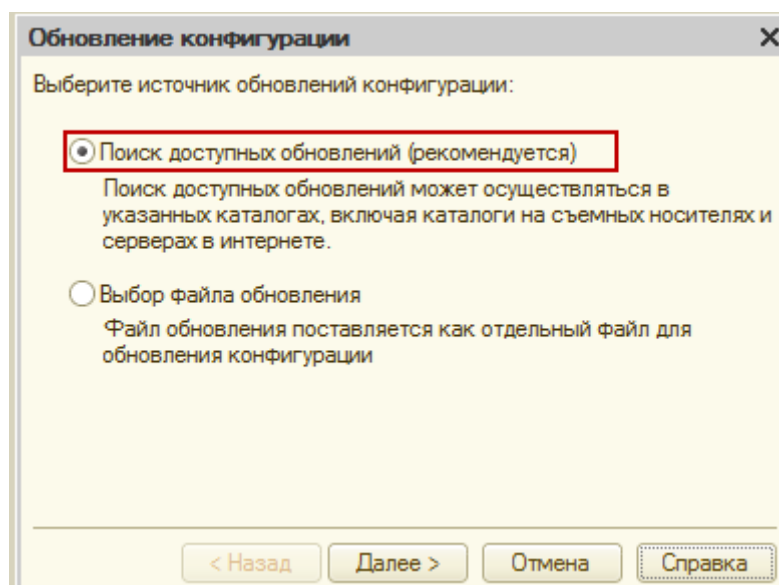 Обновление конфигурации
Выберите источник обновлений конфигурации:
Поиск доступных обновлений (рекомендуется)
Поиск доступных обновлений может осуществляться в
указанных каталогах, включая каталоги на съемных носителях и
серверах в интернете.
Выбор файла обновления
Файл обновления поставляется как отдельный файл для
обновления конфигурации
< Назад Далее > Отмена Справка